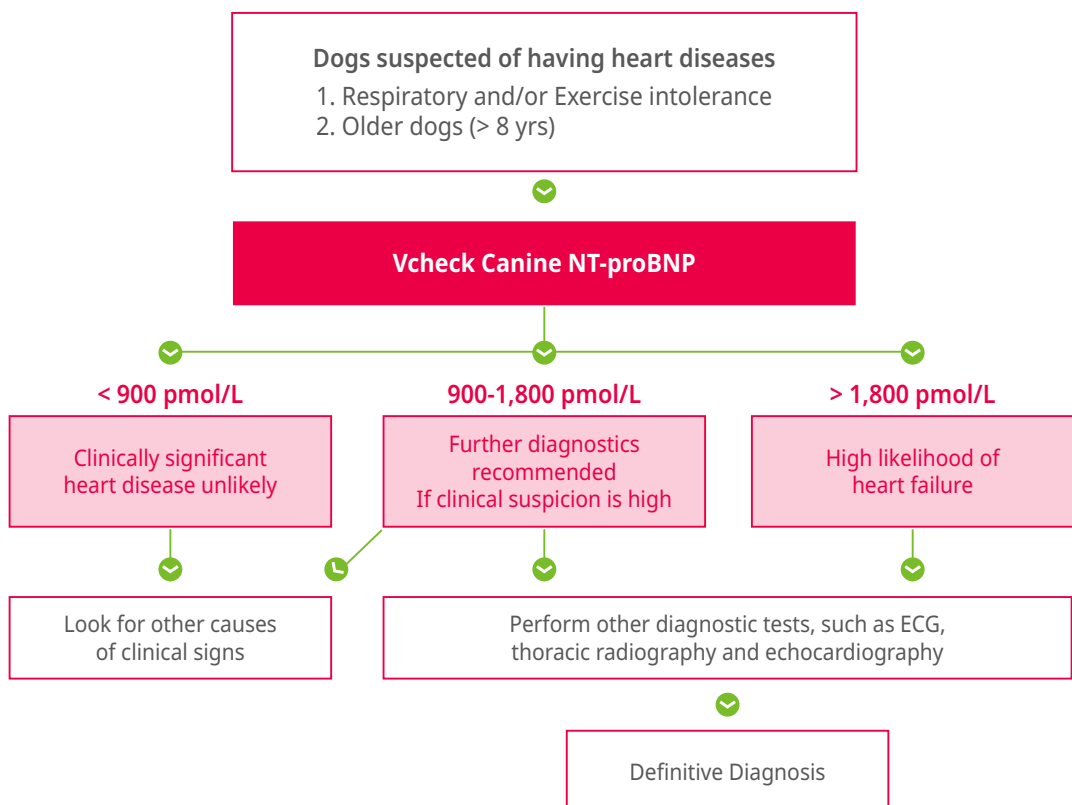 Dogs suspected of having heart diseases
1. Respiratory and/or Exercise intolerance
2. Older dogs (> 8 yrs)
Vcheck Canine NT-proBNP
< 900 pmol/L
900-1,800 pmol/L
> 1,800 pmol/L
Clinically significant
heart disease unlikely
Further diagnostics
recommended
If clinical suspicion is high
High likelihood of
heart failure
Look for other causes
of clinical signs
Perform other diagnostic tests, such as ECG,
thoracic radiography and echocardiography
Definitive Diagnosis